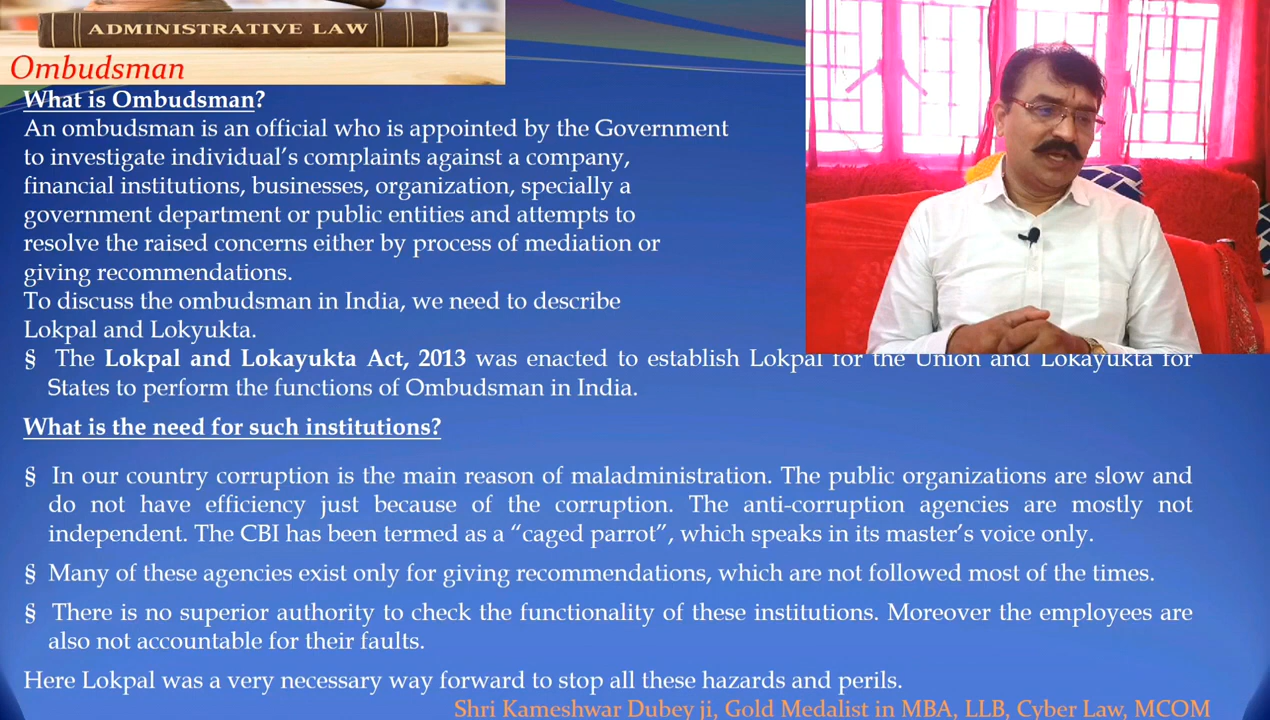 ADMINISTRATIVE LAW
Ombudsman
What is Ombudsman?
An ombudsman is an official who is appointed by the Government
to investigate individual's complaints against a company,
financial institutions, businesses, organization, specially a
government department or public entities and attempts to
resolve the raised concerns either by process of mediation or
giving recommendations.
To discuss the ombudsman in India, we need to describe
Lokpal and Lokyukta.
§ The Lokpal and Lokayukta Act, 2013 was enacted to establish Lokpal for the Union and Lokayukta for
States to perform the functions of Ombudsman in India.
What is the need for such institutions?
§ In our country corruption is the main reason of maladministration. The public organizations are slow and
do not have efficiency just because of the corruption. The anti-corruption agencies are mostly not
independent. The CBI has been termed as a “caged parrot”, which speaks in its master's voice only.
§ Many of these agencies exist only for giving recommendations, which are not followed most of the times.
§ There is no superior authority to check the functionality of these institutions. Moreover the employees are
also not accountable for their faults.
Here Lokpal was a very necessary way forward to stop all these hazards and perils.
Shri Kameshwar Dubey ji, Gold Medalist in MBA, LLB, Cyber Law, MCOM